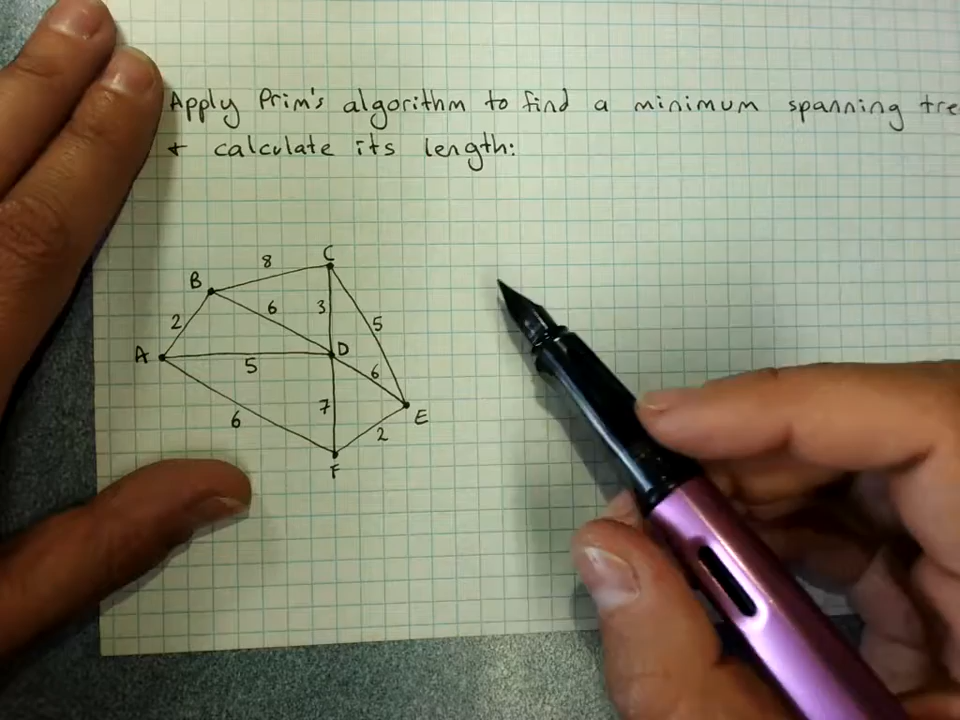 Apply Prim's algorithm to find a minimum spanning tre
+ calculate its length:
C
8
B
6
3
2
5
A
D
5
6
7
6
E
2
F